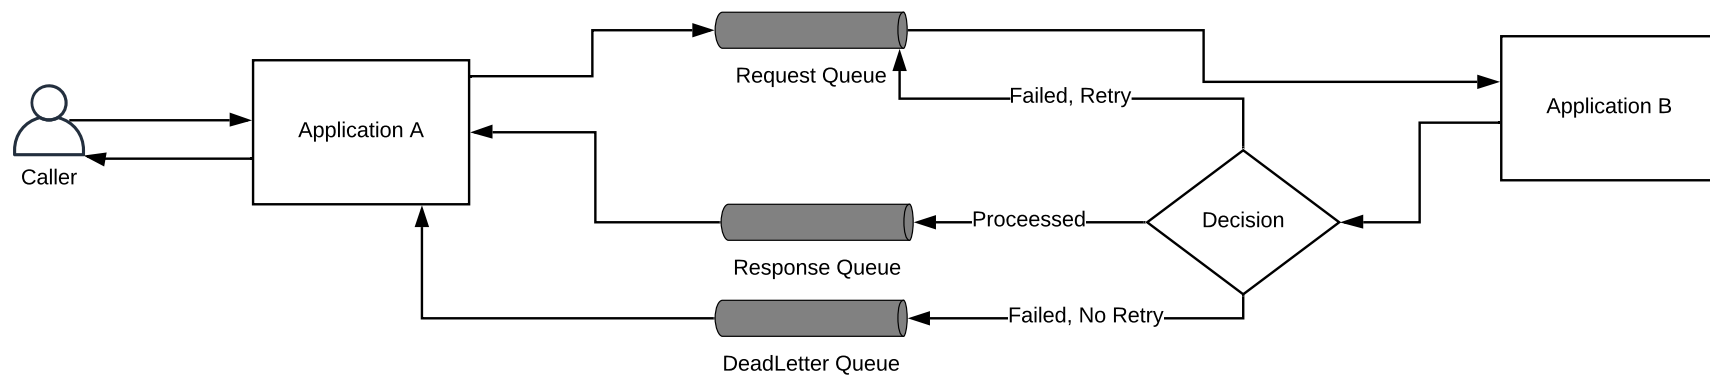 Request Queue
Failed, Retry
Application B
Application A
Caller
Proceessed
Decision
Response Queue
Failed, No Retry
DeadLetter Queue